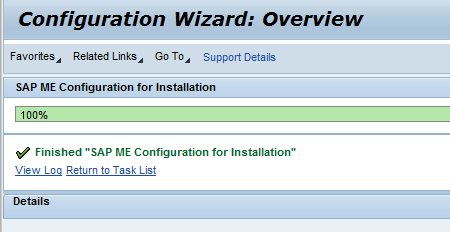 Configuration Wizard: Overview
Favorites Related Links Go To Support Details
SAP ME Configuration for Installation
100%
Finished "SAP ME Configuration for Installation"
View Log Return to Task List
Details